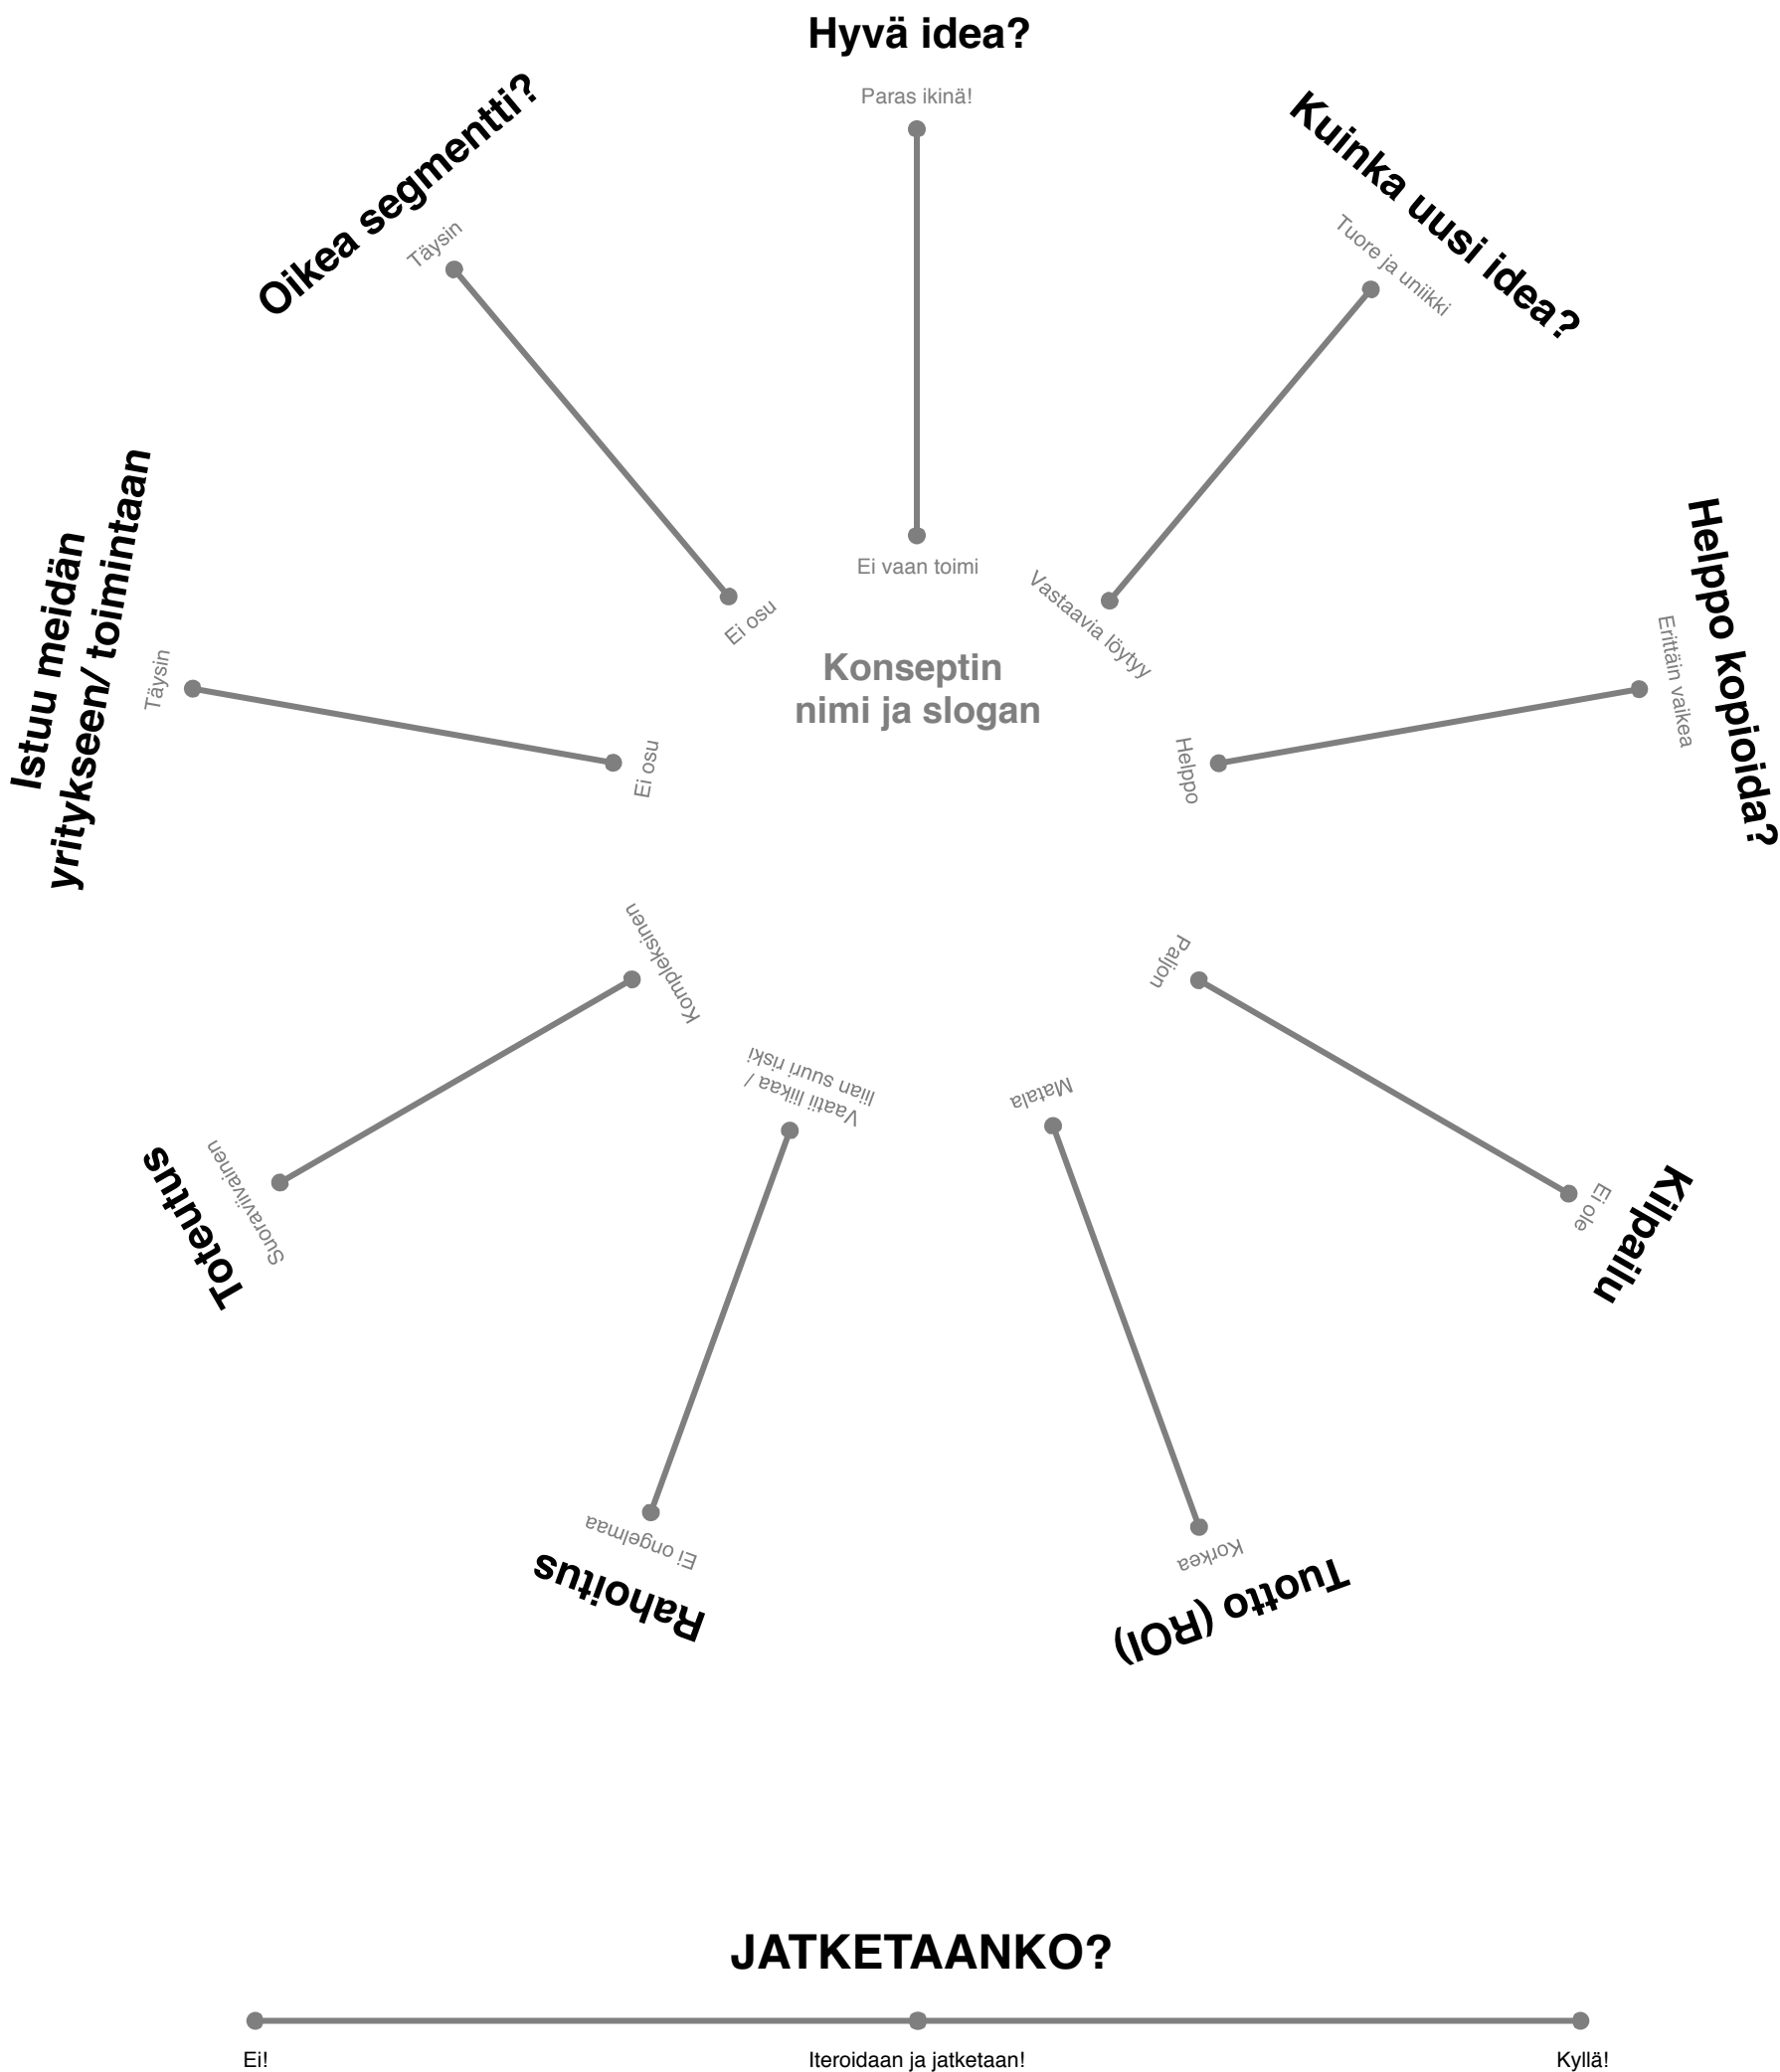 Hyvä idea?
Paras ikinä!
Ei vaan toimi
Kuinka uusi idea?
Tuore ja uniikki
Vastaavia löytyy
Helppo kopioida?
Erittäin vaikea
Helppo
Kilpailu
Ei ole
Paljon
Tuotto (ROI)
Korkea
Matala
Rahoitus
Ei ongelmaa
Vaatii liikaa /
liian suuri riski
Toteutus
Suoraviivainen
Kompleksinen
Istuu meidän
yritykseen/ toimintaan
Täysin
Ei osu
Oikea segmentti?
Täysin
Ei osu
Konseptin
nimi ja slogan
JATKETAANKO?
Ei!
Iteroidaan ja jatketaan!
Kyllä!